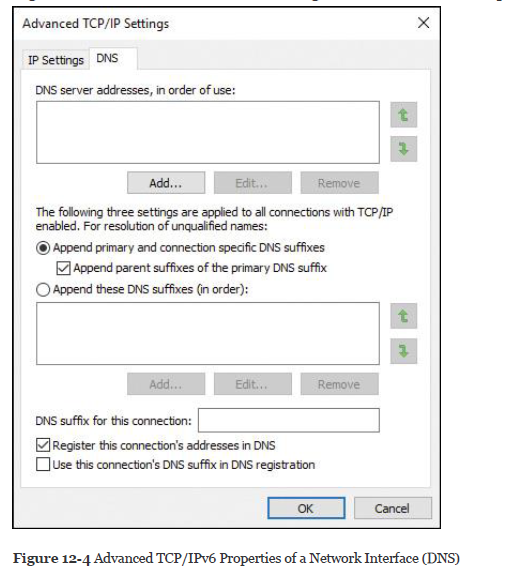 Advanced TCP/IP Settings
IP Settings DNS
DNS server addresses, in order of use:
Add... Edit... Remove
The following three settings are applied to all connections with TCP/IP
enabled. For resolution of unqualified names:
Append primary and connection specific DNS suffixes
Append parent suffixes of the primary DNS suffix
Append these DNS suffixes (in order):
Add... Edit... Remove
DNS suffix for this connection:
Register this connection's addresses in DNS
Use this connection's DNS suffix in DNS registration
OK Cancel
Figure 12-4 Advanced TCP/IPv6 Properties of a Network Interface (DNS)